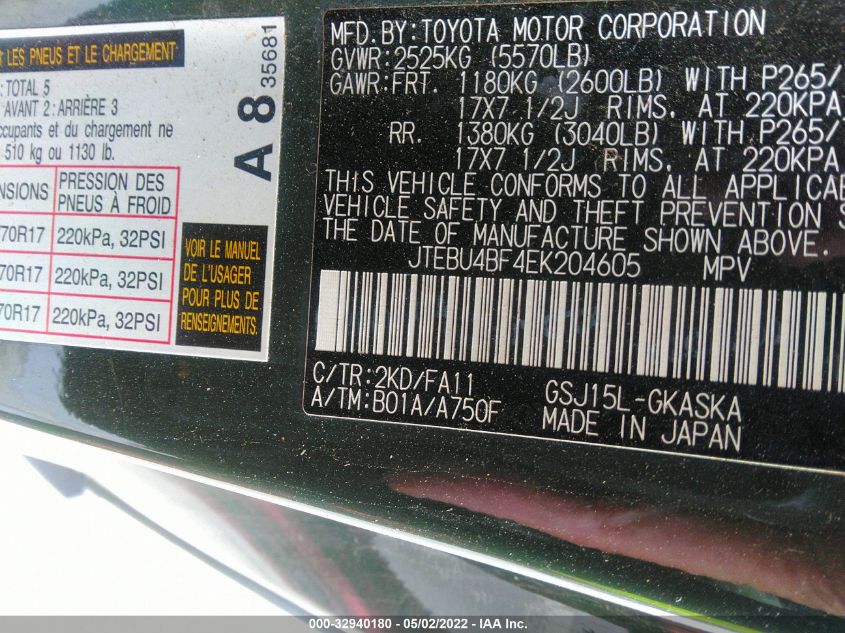 LES PNEUS ET LE CHARGEMENT
: TOTAL 5
AVANT 2: ARRIÈRE 3
ccupants et du chargement ne
510 kg ou 1130 lb.
NSIONS PRESSION DES PNEUS À FROID
70R17 220kPa, 32PSI
70R17 220kPa, 32PSI
70R17 220kPa, 32PSI
A 8 35681
VOIR LE MANUEL
DE L'USAGER
POUR PLUS DE
RENSEIGNEMENTS.
MFD. BY: TOYOTA MOTOR CORPORATION
GVWR: 2525KG (5570LB)
GAWR: FRT. 1180KG (2600LB) WITH P265/
17X7 1/2J RIMS. AT 220KPA
RR. 1380KG (3040LB) WITH P265/
17X7 1/2J RIMS. AT 220KPA
THIS VEHICLE CONFORMS TO ALL APPLICAB
VEHICLE SAFETY AND THEFT PREVENTION S
THE DATE OF MANUFACTURE SHOWN ABOVE.
JTEBU4BF4EK204605 MPV
C/TR: 2KD/FA11 GSJ15L-GKASKA
A/TM: B01A/A750F MADE IN JAPAN
000-32940180 - 05/02/2022 - IAA Inc.